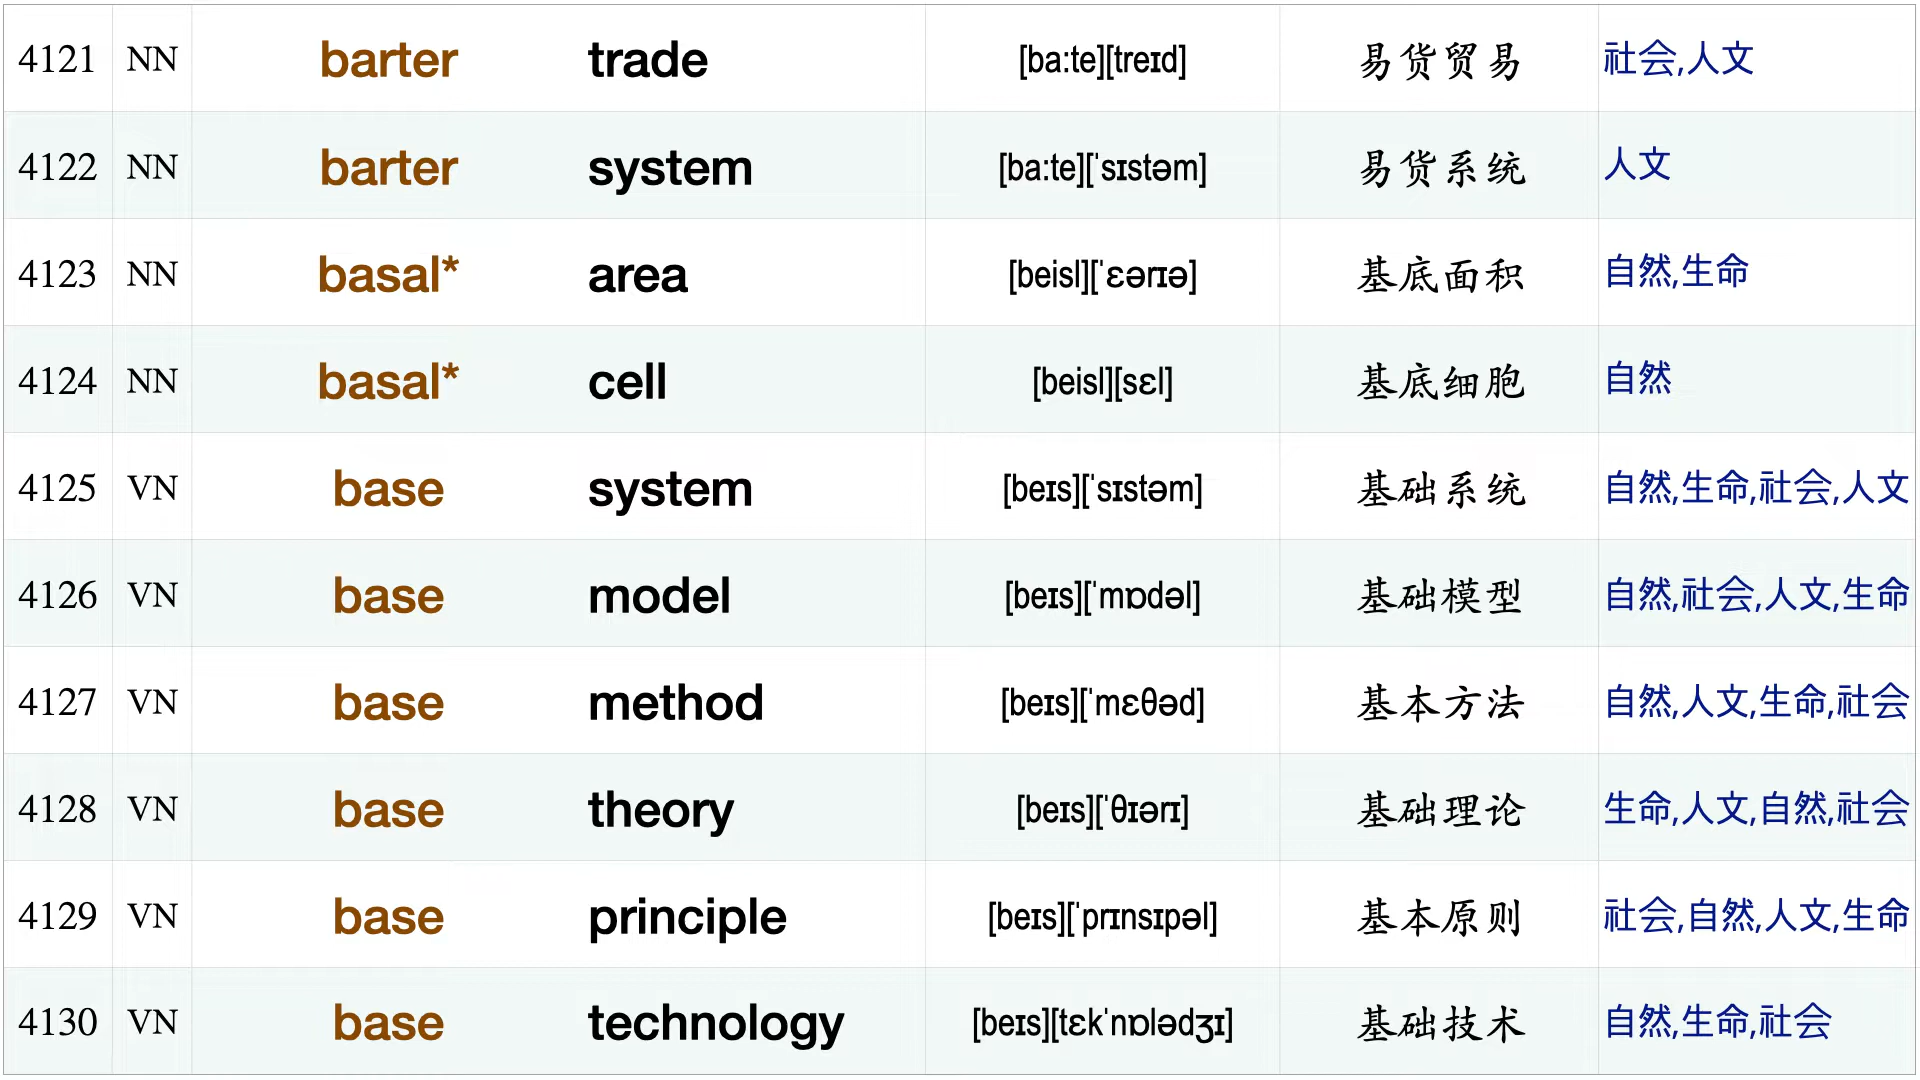 4121 NN barter trade [ba:te][treɪd] 易货贸易 社会,人文
4122 NN barter system [ba:te][ˈsɪstəm] 易货系统 人文
4123 NN basal* area [beisl][ˈɛərɪə] 基底面积 自然,生命
4124 NN basal* cell [beisl][sɛl] 基底细胞 自然
4125 VN base system [beɪs][ˈsɪstəm] 基础系统 自然,生命,社会,人文
4126 VN base model [beɪs][ˈmɒdəl] 基础模型 自然,社会,人文,生命
4127 VN base method [beɪs][ˈmɛθəd] 基本方法 自然,人文,生命,社会
4128 VN base theory [beɪs][ˈθɪərɪ] 基础理论 生命,人文,自然,社会
4129 VN base principle [beɪs][ˈprɪnsɪpəl] 基本原则 社会,自然,人文,生命
4130 VN base technology [beɪs][tɛkˈnɒlədʒɪ] 基础技术 自然,生命,社会